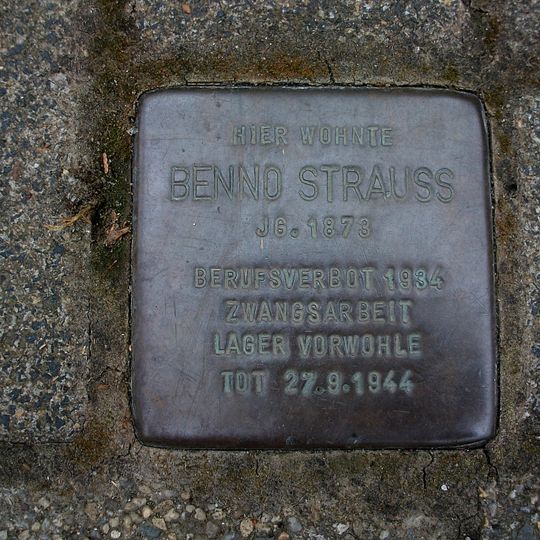 HIER WOHNTE
BENNO STRAUSS
JG. 1873
BERUFSVERBOT 1934
ZWANGSARBEIT
LAGER VORWOHLE
TOT 27.9.1944